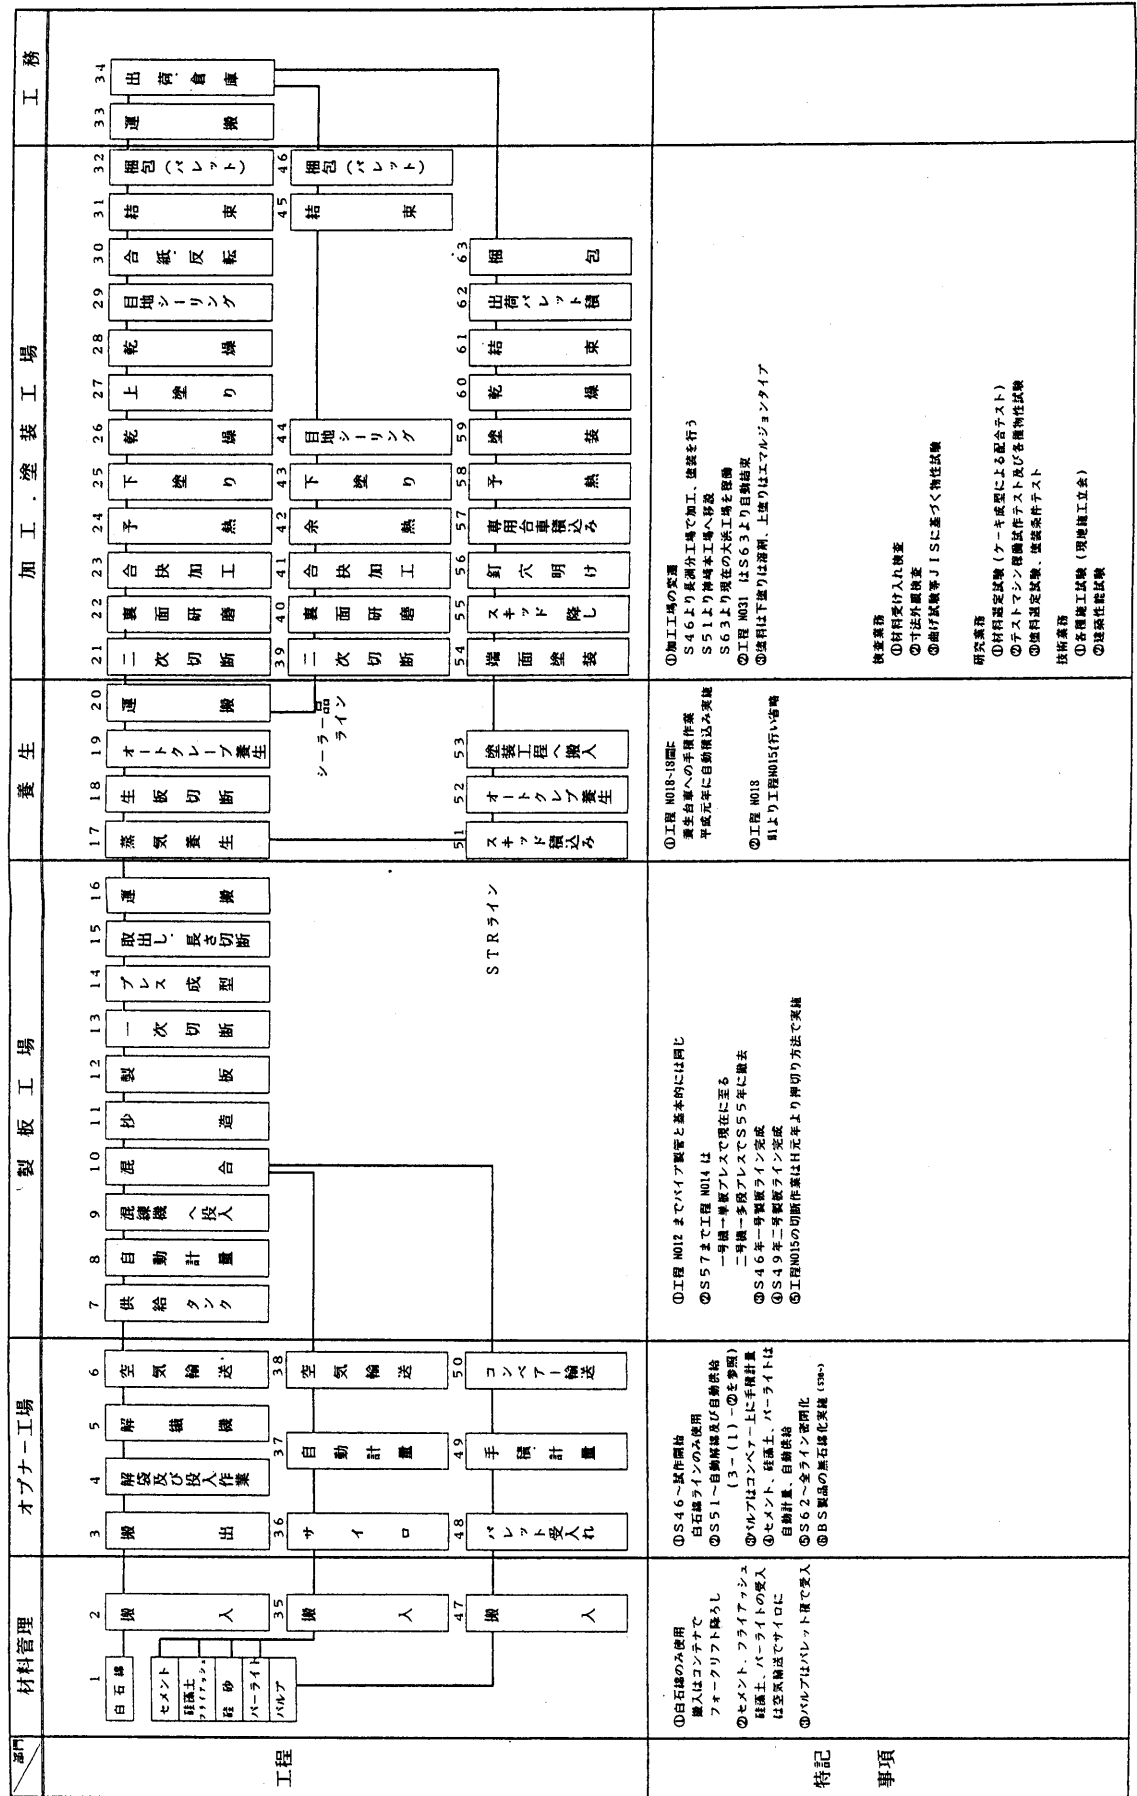 部門
材料管理
オプナー工場
製板工場
養生
加工.塗装工場
工務
工程
1
白石綿
セメント
珪藻土
フライアッシュ
硅砂
パーライト
パルプ
2
搬入
3
搬出
4
解袋及び投入作業
5
解繊機
6
空気輸送
7
供給タンク
8
自動計量
9
混練機へ投入
10
混合
11
抄造
12
製板
13
一次切断
14
プレス成型
15
取出し.長さ切断
16
運搬
17
蒸気養生
18
生板切断
19
オートクレーブ養生
20
運搬
21
二次切断
22
裏面研磨
23
合抉加工
24
予熱
25
下塗り
26
乾燥
27
上塗り
28
乾燥
29
目地シーリング
30
合紙.反転
31
結束
32
梱包(パレット)
33
運搬
34
出荷倉庫
35
搬入
36
サイロ
37
自動計量
38
空気輸送
シーラー品
ライン
39
二次切断
40
裏面研磨
41
合抉加工
42
余熱
43
下塗り
44
目地シーリング
45
結束
46
梱包(パレット)
47
搬入
48
パレット受入れ
49
手積計量
50
コンベアー輸送
STRライン
51
スキッド積込み
52
オートクレブ養生
53
塗装工程へ搬入
54
端面塗装
55
スキッド降し
56
釘穴明け
57
専用台車積込み
58
予熱
59
塗装
60
乾燥
61
結束
62
出荷パレット積
63
梱包
特記
事項
①白石綿のみ使用
搬入はコンテナで
フォークリフト降ろし
②セメント、フライアッシュ
硅藻土、パーライトの受入
は空気輸送でサイロに
③パルプはパレット積で受入
①S46~試作開始
白石綿ラインのみ使用
②S51~自動解綿及び自動供給
(3-(1)-②を参照)
③パルプはコンベァー上に手積計量
④セメント、硅藻土、パーライトは
自動計量、自動供給
⑤S62~全ライン密閉化
⑥BS製品の無石綿化実施
①工程 NO12 までパイプ製管と基本的には同じ
②S57まで工程 NO14 は
一号機一単板プレスで現在に至る
二号機一多段プレスでS55年に撤去
③S46年一号製板ライン完成
④S49年二号製板ライン完成
⑤工程NO15の切断作業はH元年より押切り方法で実施
①工程 NO18~18間に
養生台車への手積作業
平成元年に自動積込み実施
②工程 NO18
より工程NO15に行い省略
①加工工場の変遷
S46より長洲分工場で加工、塗装を行う
S51より神崎本工場へ移設
S63より現在の大浜工場を稼働
②工程 NO31 はS63より自動結束
③塗料は下塗りは溶剤、上塗りはエマルジョンタイプ
検査業務
①材料受け入れ検査
②寸法外観検査
③曲げ試験等JISに基づく物性試験
研究業務
①材料選定試験(ケーキ成型による配合テスト)
②テストマシン稼働試作テスト及び各種物性試験
③塗料選定試験、塗装条件テスト
技術業務
①各種施工試験(現地施工立会)
②建築性能試験